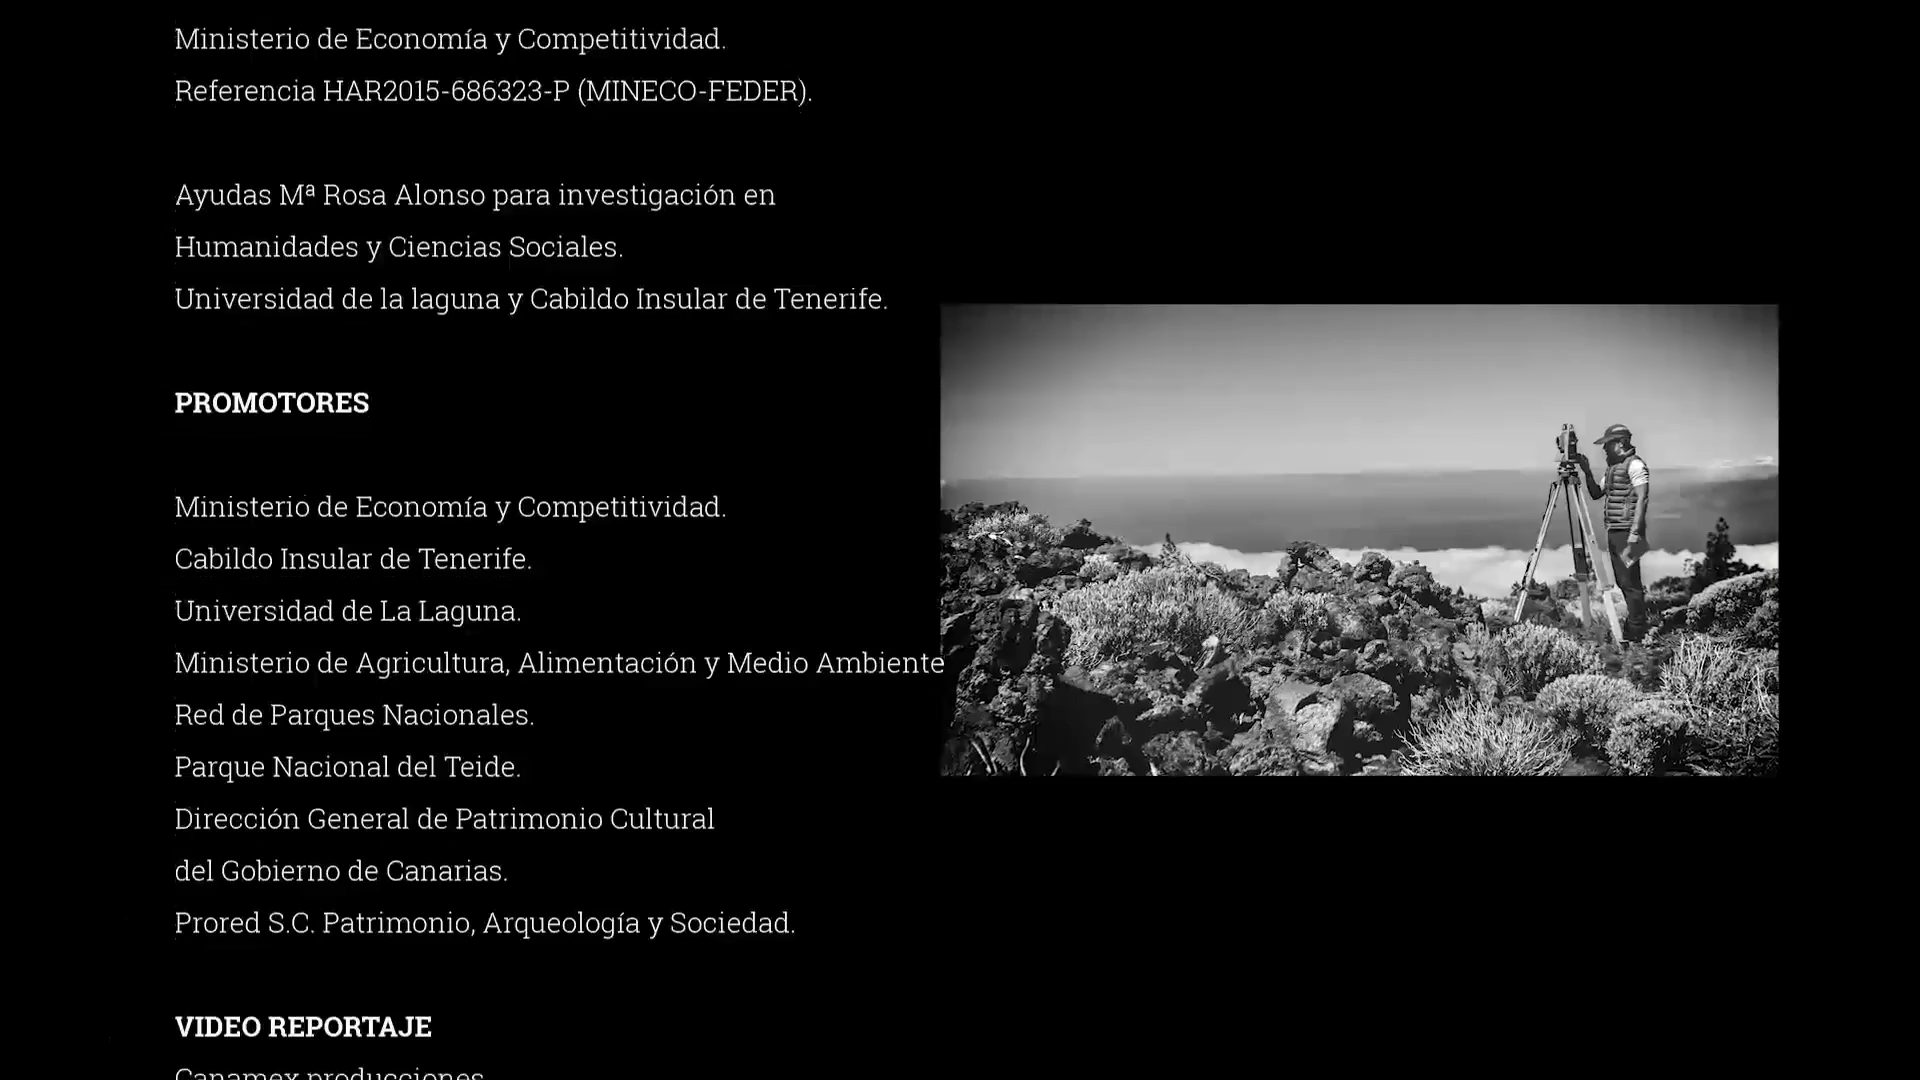 Ministerio de Economía y Competitividad.
Referencia HAR2015-686323-P (MINECO-FEDER).
Ayudas Mª Rosa Alonso para investigación en
Humanidades y Ciencias Sociales.
Universidad de la laguna y Cabildo Insular de Tenerife.
PROMOTORES
Ministerio de Economía y Competitividad.
Cabildo Insular de Tenerife.
Universidad de La Laguna.
Ministerio de Agricultura, Alimentación y Medio Ambiente
Red de Parques Nacionales.
Parque Nacional del Teide.
Dirección General de Patrimonio Cultural
del Gobierno de Canarias.
Prored S.C. Patrimonio, Arqueología y Sociedad.
VIDEO REPORTAJE
Canamex producciones